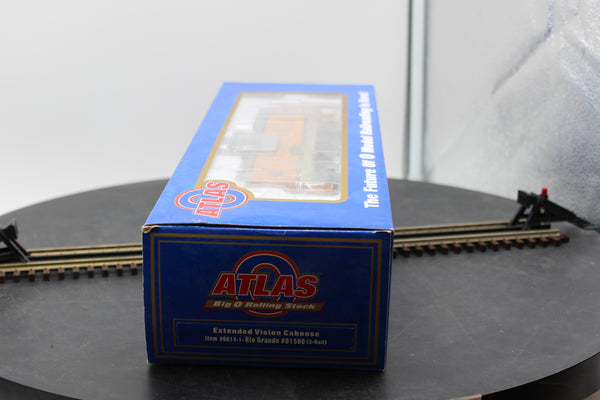 ATLAS
The Future of O Model Railroading is Here!
ATLAS
Big O Rolling Stock
Extended Vision Caboose
Item #6614-1- Rio Grande #01500 (3-Rail)